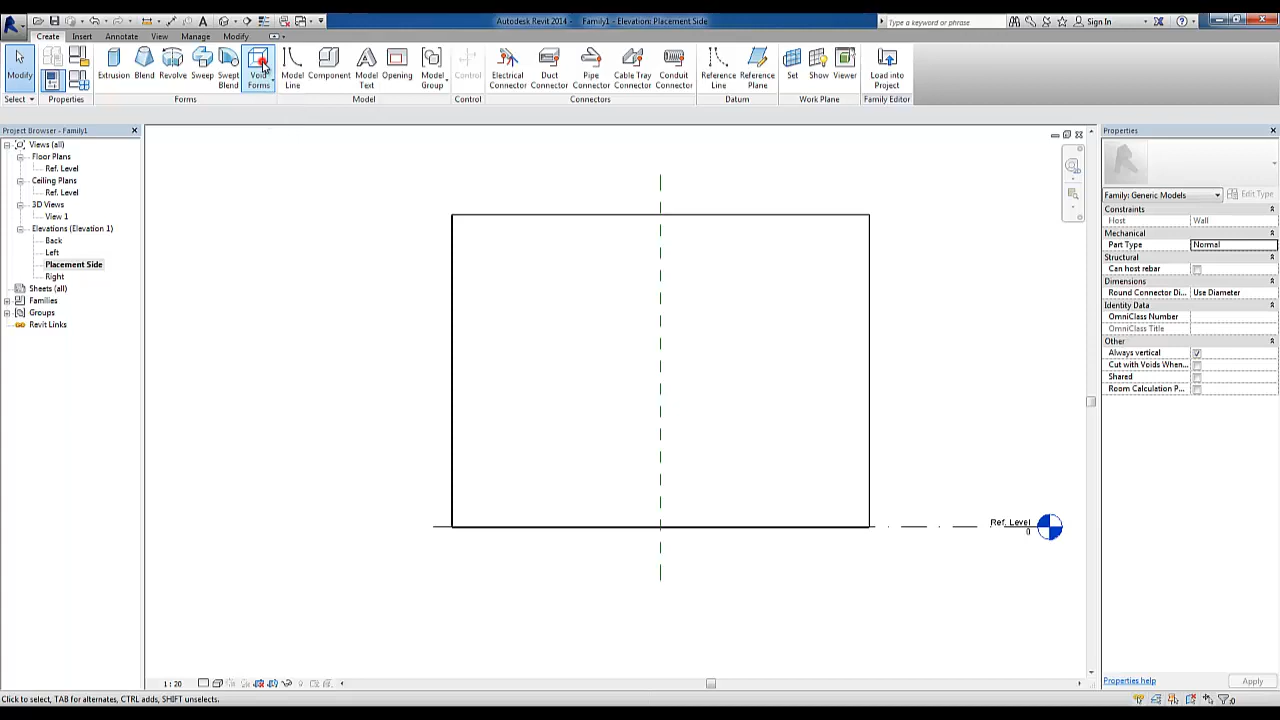 Autodesk Revit 2014 - Family1 - Elevation: Placement Side
Type a keyword or phrase
Sign In
Create Insert Annotate View Manage Modify
Modify Extrusion Blend Revolve Sweep Swept Blend Void Forms Model Line Component Model Text Opening Model Group Control Electrical Connector Duct Connector Pipe Connector Cable Tray Connector Conduit Connector Reference Line Reference Plane Set Show Viewer Load into Project
Select Properties Forms Model Control Connectors Datum Work Plane Family Editor
Project Browser - Family1
Views (all)
Floor Plans
Ref. Level
Ceiling Plans
Ref. Level
3D Views
View 1
Elevations (Elevation 1)
Back
Left
Placement Side
Right
Sheets (all)
Families
Groups
Revit Links
Ref. Level
0
Properties
Family: Generic Models
Edit Type
Constraints
Host Wall
Mechanical
Part Type Normal
Structural
Can host rebar
Dimensions
Round Connector Di... Use Diameter
Identity Data
OmniClass Number
OmniClass Title
Other
Always vertical
Cut with Voids When...
Shared
Room Calculation P...
Properties help
Apply
1 : 20
Click to select, TAB for alternates, CTRL adds, SHIFT unselects.
:0